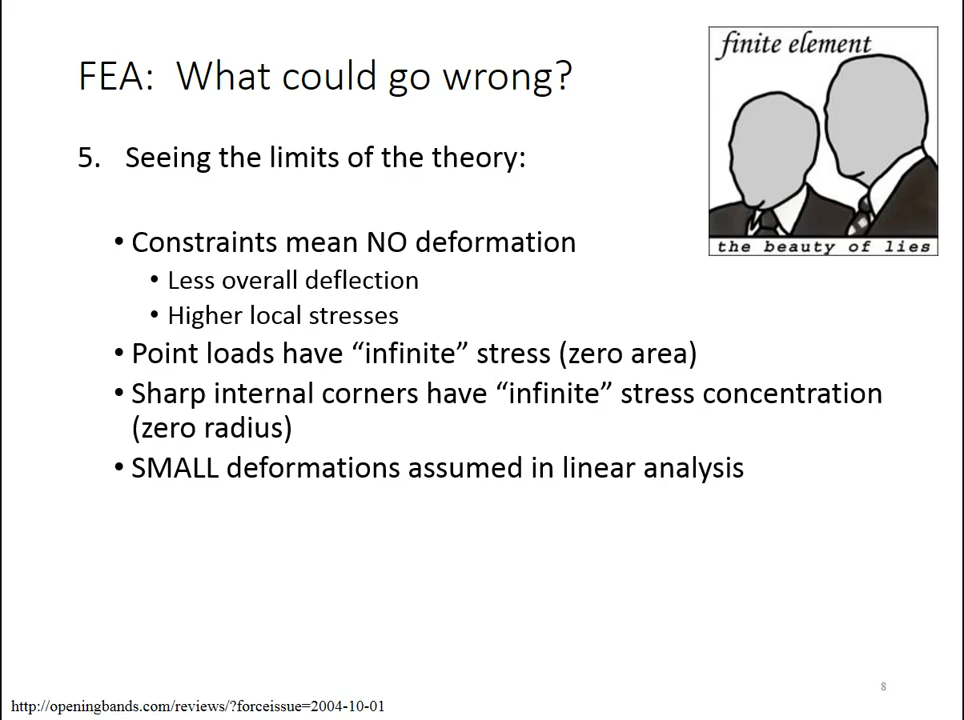 FEA:  What could go wrong?
finite element
the beauty of lies
5. Seeing the limits of the theory:
• Constraints mean NO deformation
• Less overall deflection
• Higher local stresses
• Point loads have “infinite” stress (zero area)
• Sharp internal corners have “infinite” stress concentration
(zero radius)
• SMALL deformations assumed in linear analysis
8
http://openingbands.com/reviews/?forceissue=2004-10-01